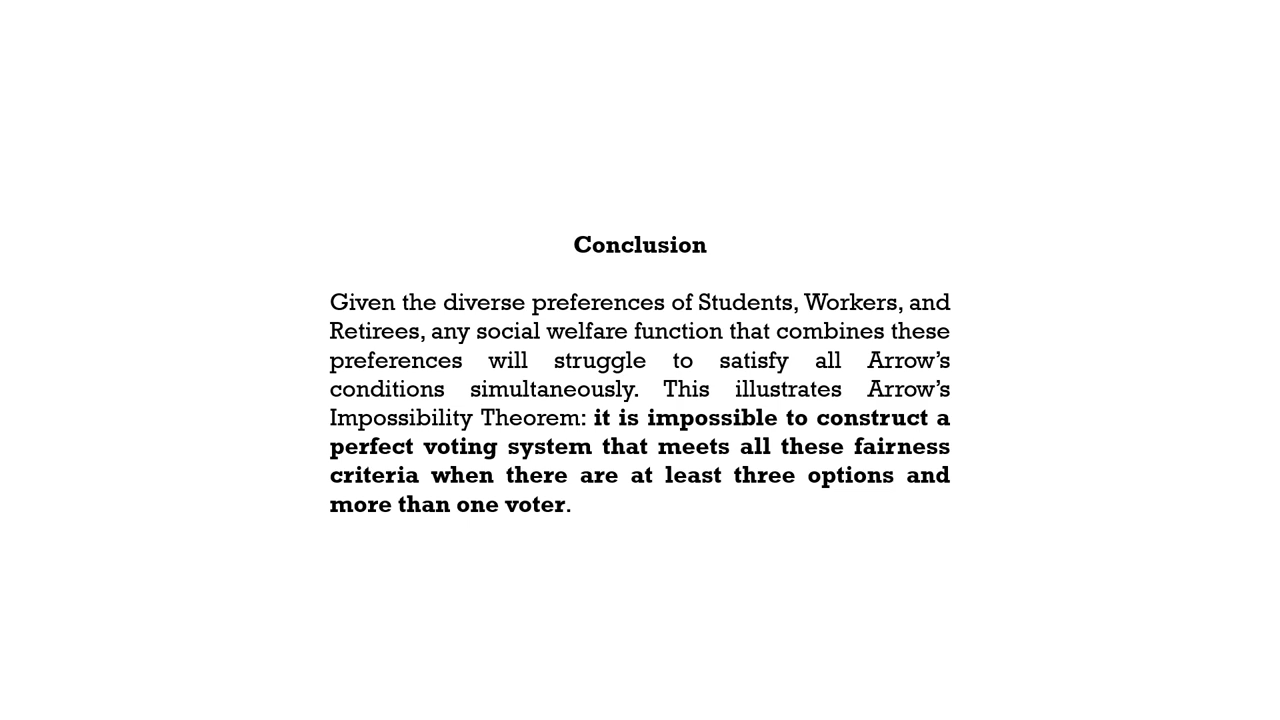 Conclusion
Given the diverse preferences of Students, Workers, and
Retirees, any social welfare function that combines these
preferences will struggle to satisfy all Arrow’s
conditions simultaneously. This illustrates Arrow’s
Impossibility Theorem: it is impossible to construct a
perfect voting system that meets all these fairness
criteria when there are at least three options and
more than one voter.